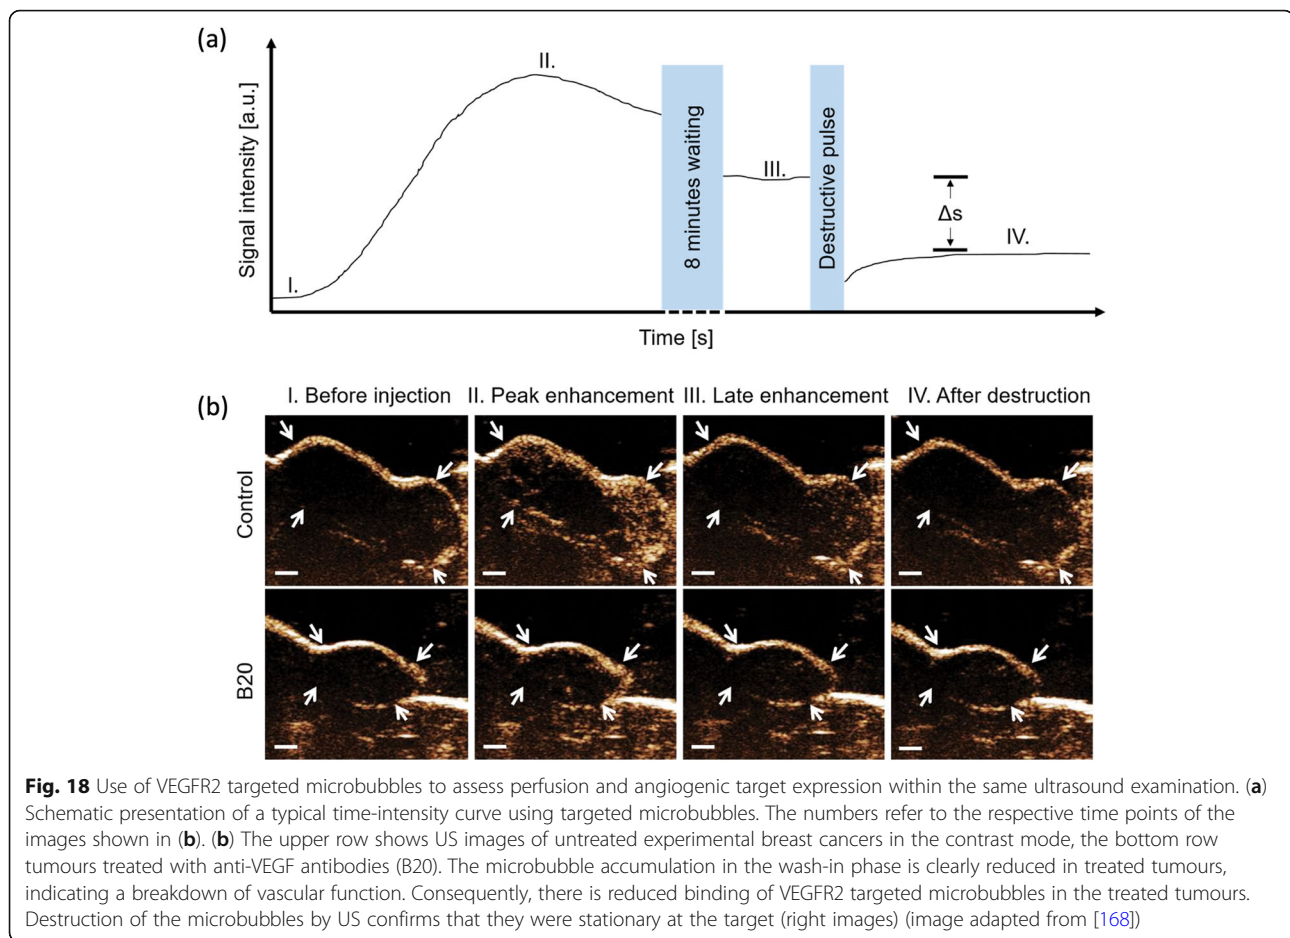 (a)
Signal intensity [a.u.]
I.
II.
8 minutes waiting
III.
Destructive pulse
Δs
IV.
Time [s]
(b)
I. Before injection II. Peak enhancement III. Late enhancement IV. After destruction
Control
B20
Fig. 18 Use of VEGFR2 targeted microbubbles to assess perfusion and angiogenic target expression within the same ultrasound examination. (a)
Schematic presentation of a typical time-intensity curve using targeted microbubbles. The numbers refer to the respective time points of the
images shown in (b). (b) The upper row shows US images of untreated experimental breast cancers in the contrast mode, the bottom row
tumours treated with anti-VEGF antibodies (B20). The microbubble accumulation in the wash-in phase is clearly reduced in treated tumours,
indicating a breakdown of vascular function. Consequently, there is reduced binding of VEGFR2 targeted microbubbles in the treated tumours.
Destruction of the microbubbles by US confirms that they were stationary at the target (right images) (image adapted from [168])